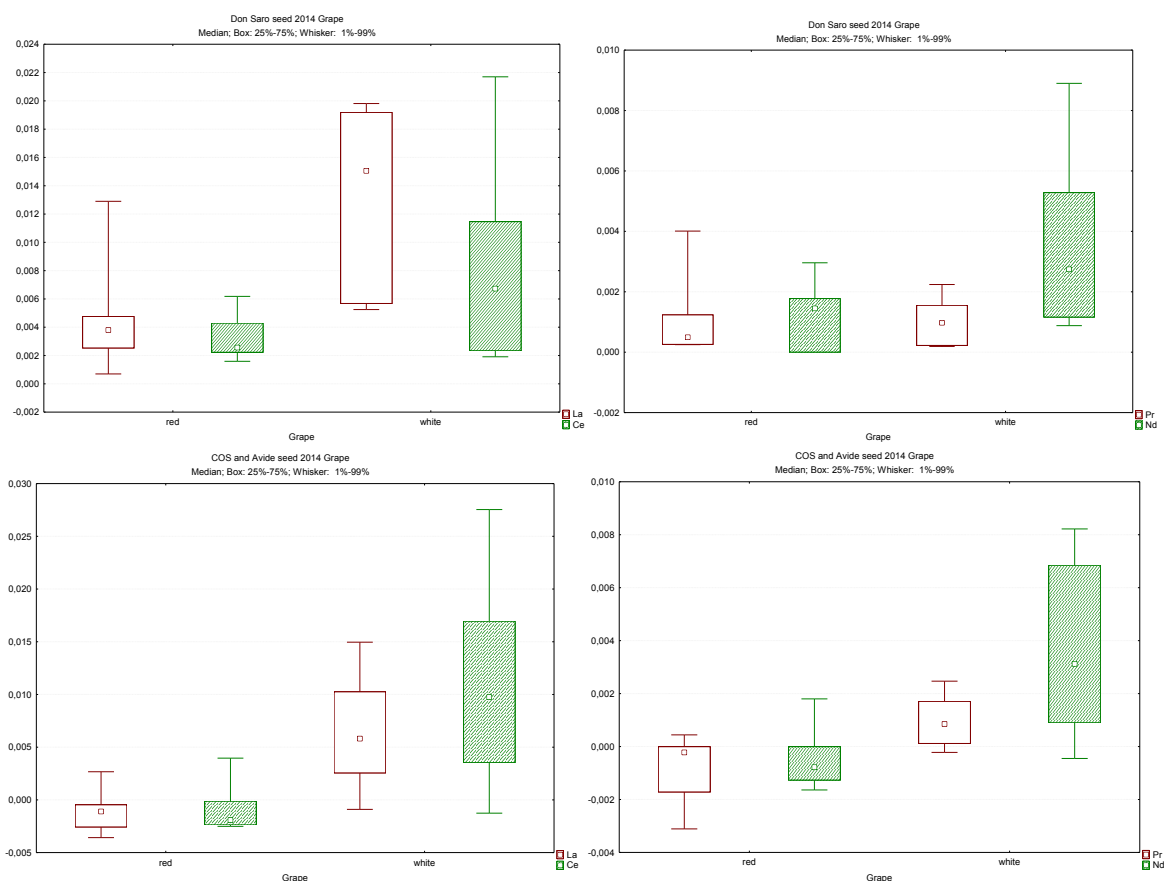 Don Saro seed 2014 Grape
Median; Box: 25%-75%; Whisker: 1%-99%
0,024
0,022
0,020
0,018
0,016
0,014
0,012
0,010
0,008
0,006
0,004
0,002
0,000
-0,002
red
white
Grape
La
Ce
Don Saro seed 2014 Grape
Median; Box: 25%-75%; Whisker: 1%-99%
0,010
0,008
0,006
0,004
0,002
0,000
-0,002
red
white
Grape
Pr
Nd
COS and Avide seed 2014 Grape
Median; Box: 25%-75%; Whisker: 1%-99%
0,030
0,025
0,020
0,015
0,010
0,005
0,000
-0,005
red
white
Grape
La
Ce
COS and Avide seed 2014 Grape
Median; Box: 25%-75%; Whisker: 1%-99%
0,010
0,008
0,006
0,004
0,002
0,000
-0,002
-0,004
red
white
Grape
Pr
Nd